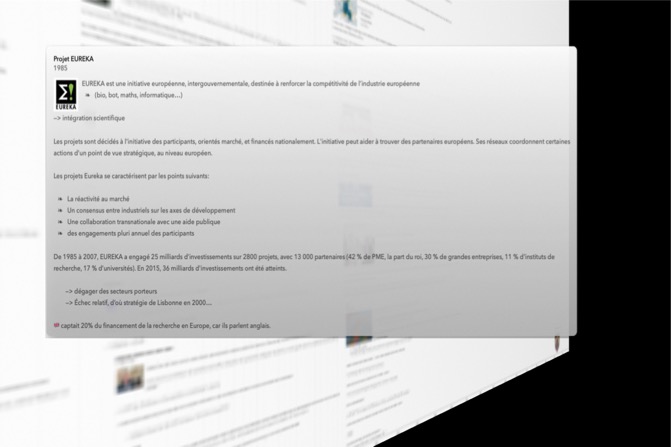 Projet EUREKA
1985
EUREKA est une initiative européenne, intergouvernementale, destinée à renforcer la compétitivité de l'industrie européenne
❧ (bio, bot, maths, informatique...)
Σ!
EUREKA
–> intégration scientifique
Les projets sont décidés à l'initiative des participants, orientés marché, et financés nationalement. L'initiative peut aider à trouver des partenaires européens. Ses réseaux coordonnent certaines
actions d'un point de vue stratégique, au niveau européen.
Les projets Eureka se caractérisent par les points suivants:
❧ La réactivité au marché
❧ Un consensus entre industriels sur les axes de développement
❧ Une collaboration transnationale avec une aide publique
❧ des engagements pluri annuel des participants
De 1985 à 2007, EUREKA a engagé 25 milliards d'investissements sur 2800 projets, avec 13 000 partenaires (42 % de PME, la part du roi, 30 % de grandes entreprises, 11 % d'instituts de
recherche, 17 % d'universités). En 2015, 36 milliards d'investissements ont été atteints.
–> dégager des secteurs porteurs
–> Échec relatif, d'où stratégie de Lisbonne en 2000...
captait 20% du financement de la recherche en Europe, car ils parlent anglais.